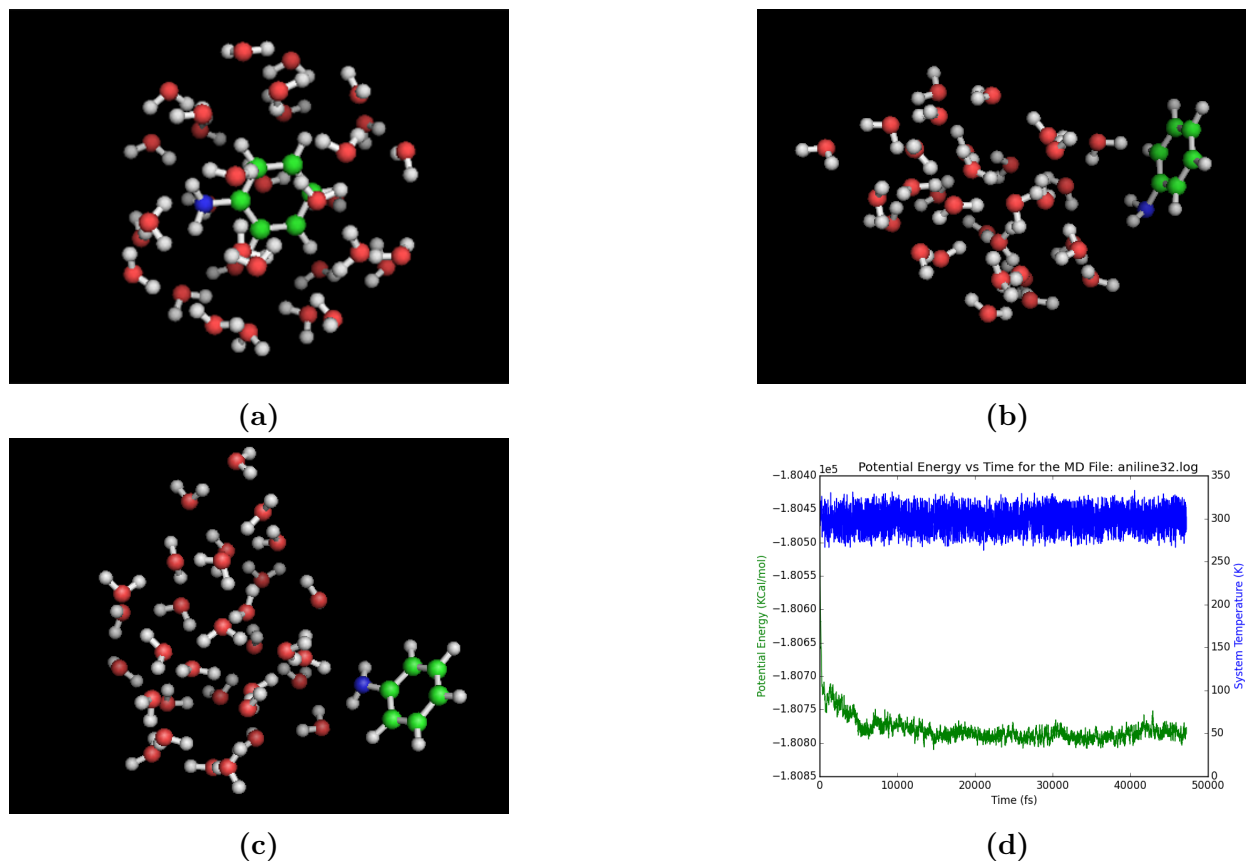 (a)
(b)
(c)
Potential Energy vs Time for the MD File: aniline32.log
1e5
−1.8040
−1.8045
−1.8050
−1.8055
−1.8060
−1.8065
−1.8070
−1.8075
−1.8080
−1.8085
Potential Energy (KCal/mol)
350
300
250
200
150
100
50
0
System Temperature (K)
0
10000
20000
30000
40000
50000
Time (fs)
(d)